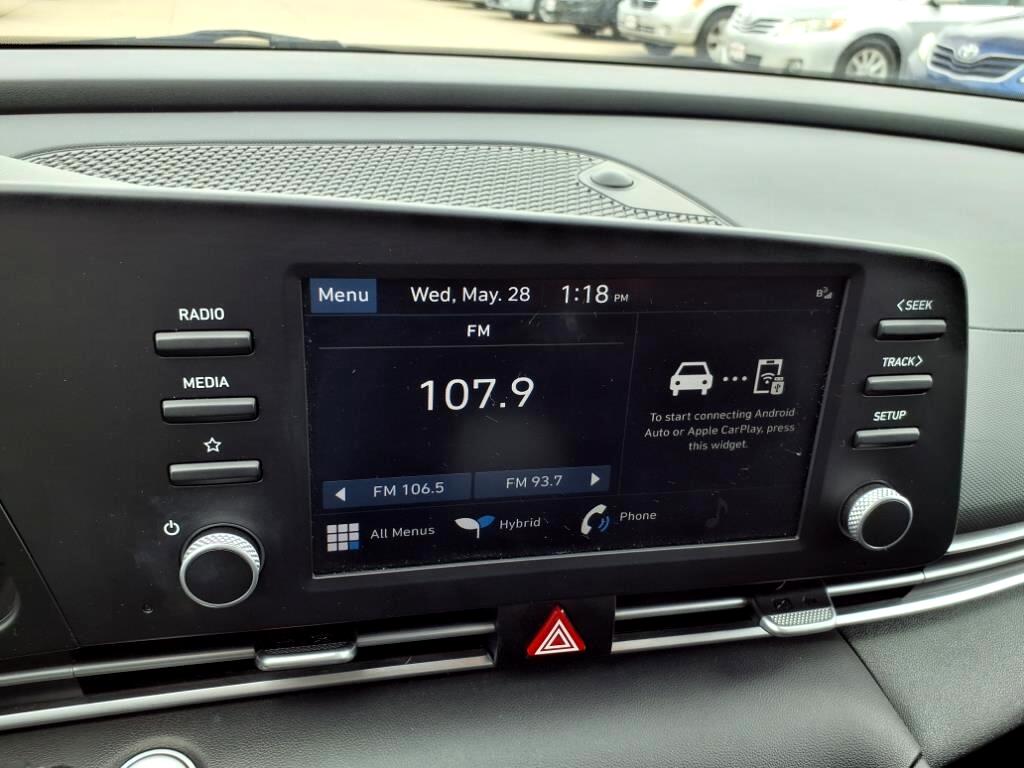 Menu Wed, May. 28 1:18 PM
RADIO
MEDIA
FM
107.9
FM 106.5 FM 93.7
All Menus Hybrid Phone
To start connecting Android
Auto or Apple CarPlay, press
this widget.
<SEEK
TRACK>
SETUP